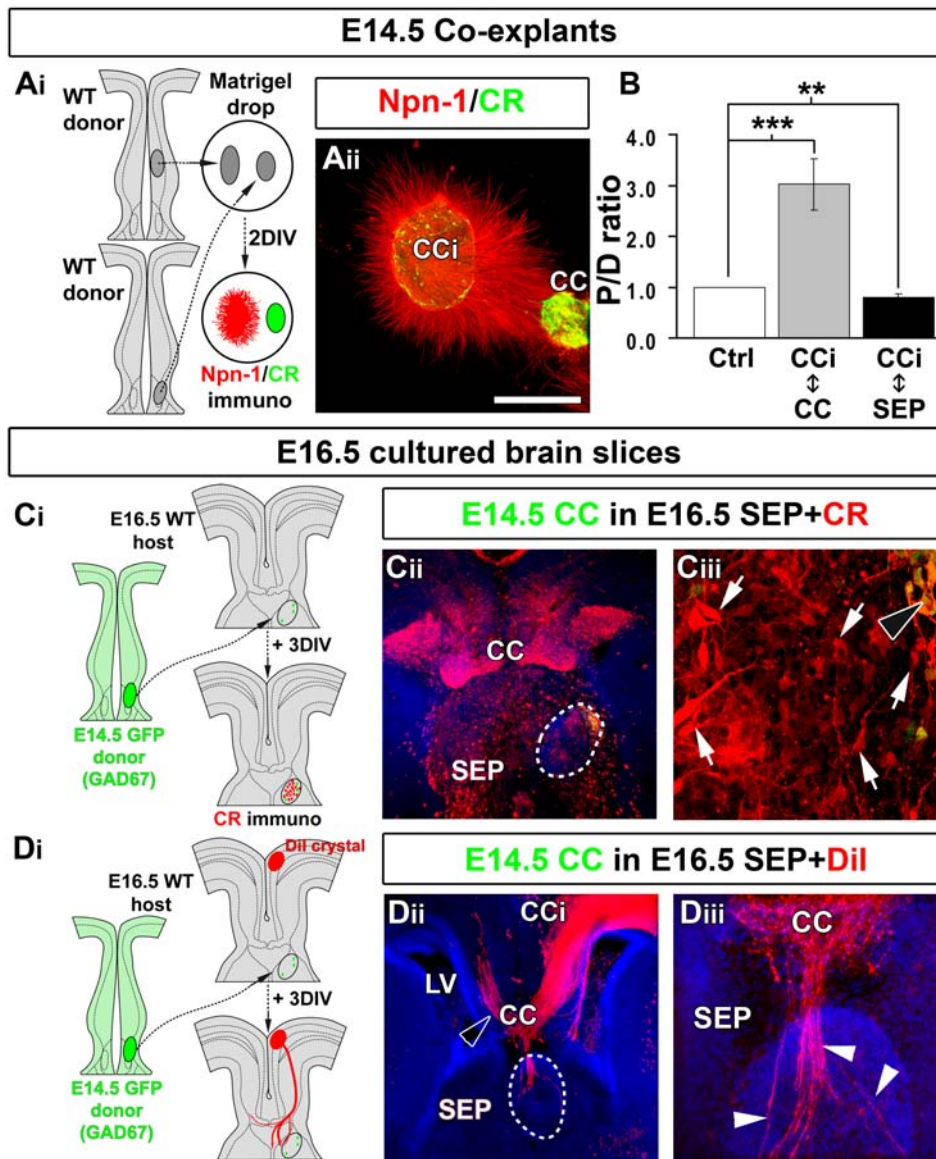 E14.5 Co-explants
Ai
WT
donor
Matrigel
drop
2DIV
WT
donor
Npn-1/CR
immuno
Npn-1/CR
Aii
CCi
CC
B
**
***
P/D ratio
4.0
3.0
2.0
1.0
0.0
Ctrl
CCi
↕
CC
CCi
↕
SEP
E16.5 cultured brain slices
Ci
E16.5 WT
host
+ 3DIV
E14.5 GFP
donor
(GAD67)
CR immuno
E14.5 CC in E16.5 SEP+CR
Cii
CC
SEP
Ciii
Di
DiI crystal
E16.5 WT
host
+ 3DIV
E14.5 GFP
donor
(GAD67)
E14.5 CC in E16.5 SEP+DiI
Dii
CCi
LV
CC
SEP
Diii
CC
SEP